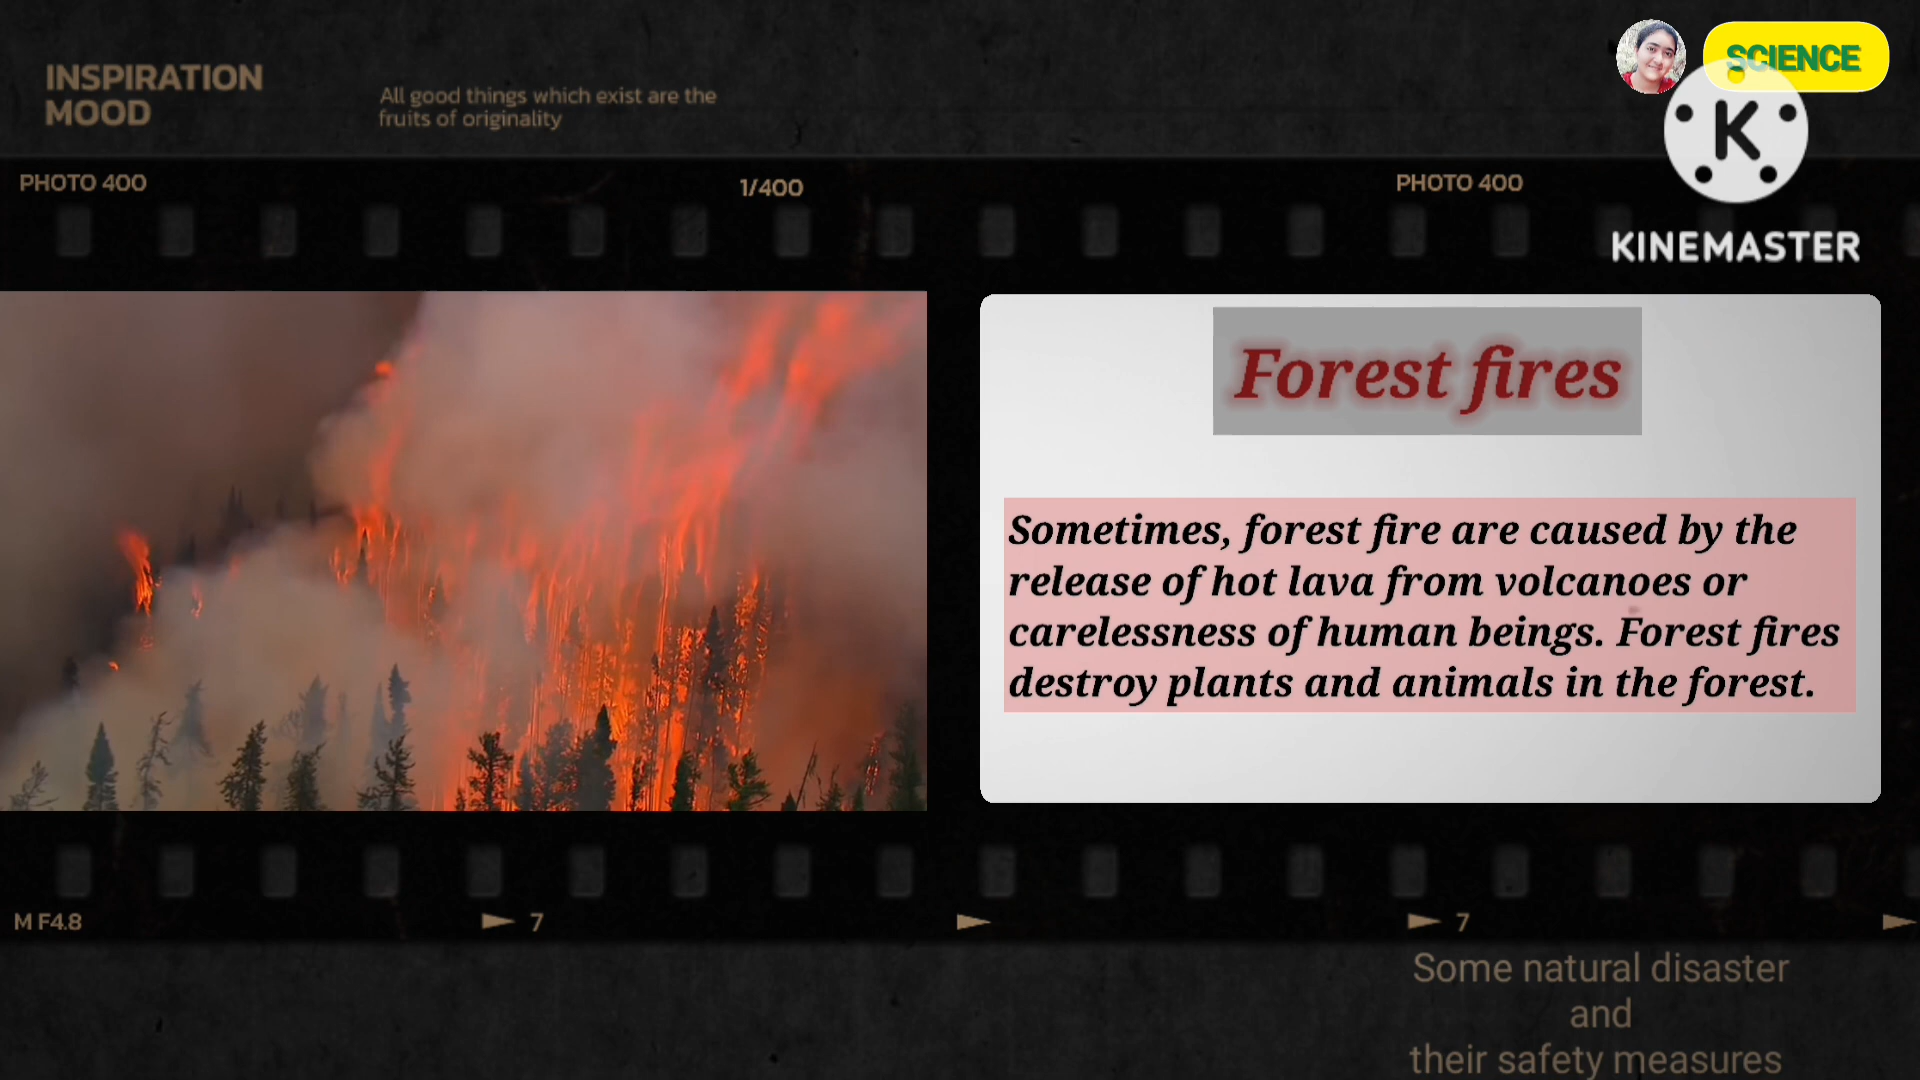 INSPIRATION
MOOD
All good things which exist are the
fruits of originality
SCIENCE
K
KINEMASTER
PHOTO 400
1/400
PHOTO 400
Forest fires
Sometimes, forest fire are caused by the
release of hot lava from volcanoes or
carelessness of human beings. Forest fires
destroy plants and animals in the forest.
M F4.8
7
7
Some natural disaster
and
their safety measures